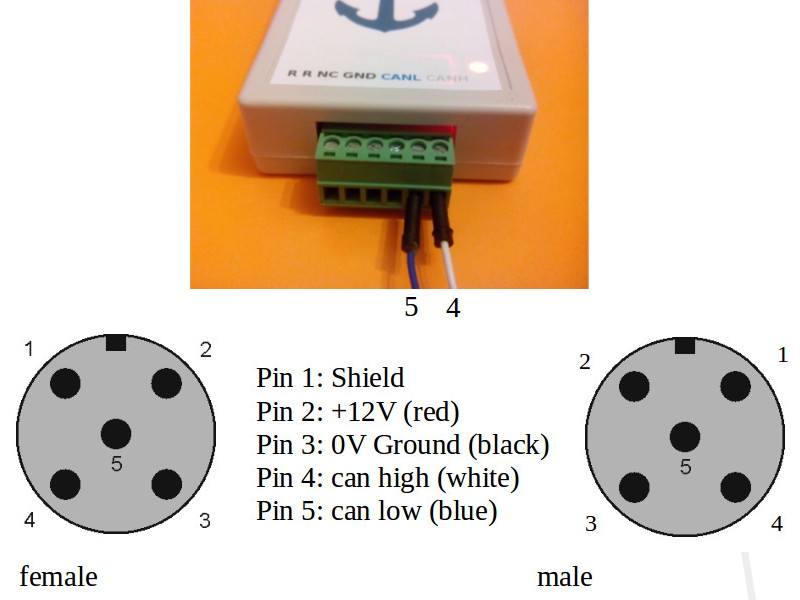 R R NC GND CANL CANH
5 4
1 2
5
4 3
female
Pin 1: Shield
Pin 2: +12V (red)
Pin 3: 0V Ground (black)
Pin 4: can high (white)
Pin 5: can low (blue)
2 1
5
3 4
male